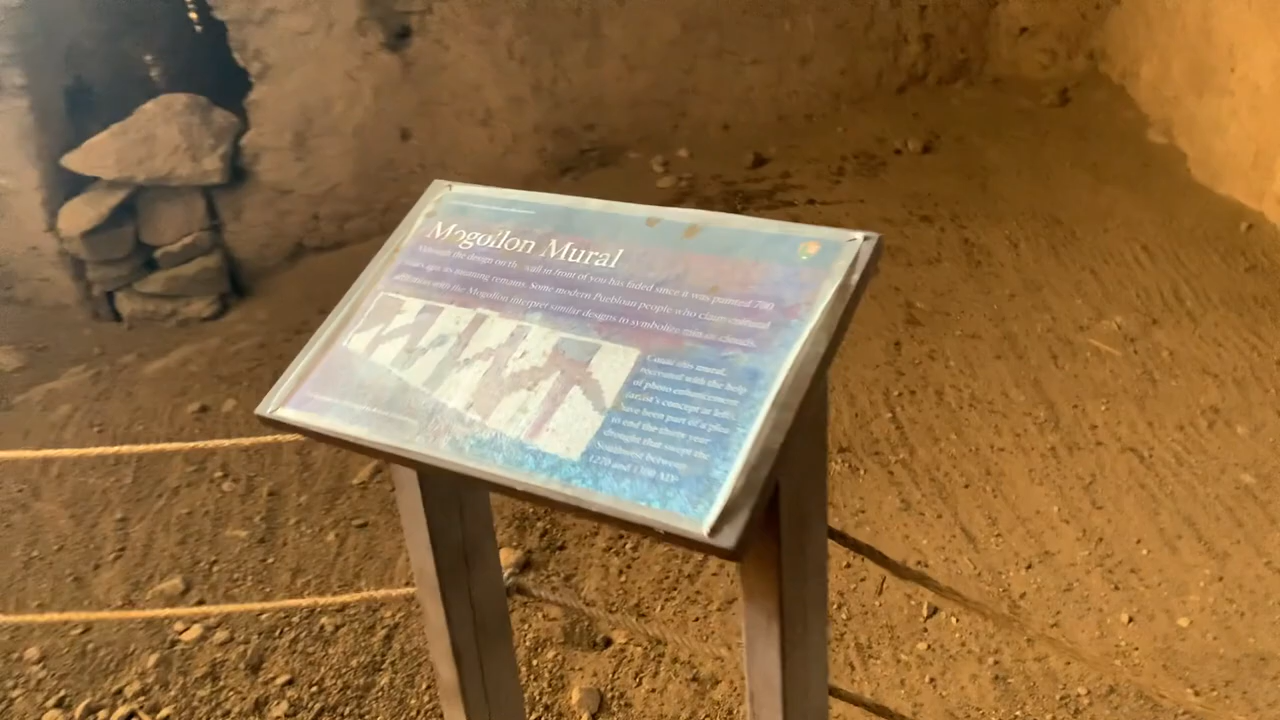 Mogollon Mural
Although the design on the wall in front of you has faded since it was painted 700
years ago, its meaning remains. Some modern Puebloan people who claim cultural
with the Mogollon interpret similar designs to symbolize rain or clouds.
Could this mural,
recreated with the help
of photo enhancement
(artist's concept at left),
have been part of a plea
to end the thirty year
drought that swept the
Southwest between
1270 and 1300 AD?